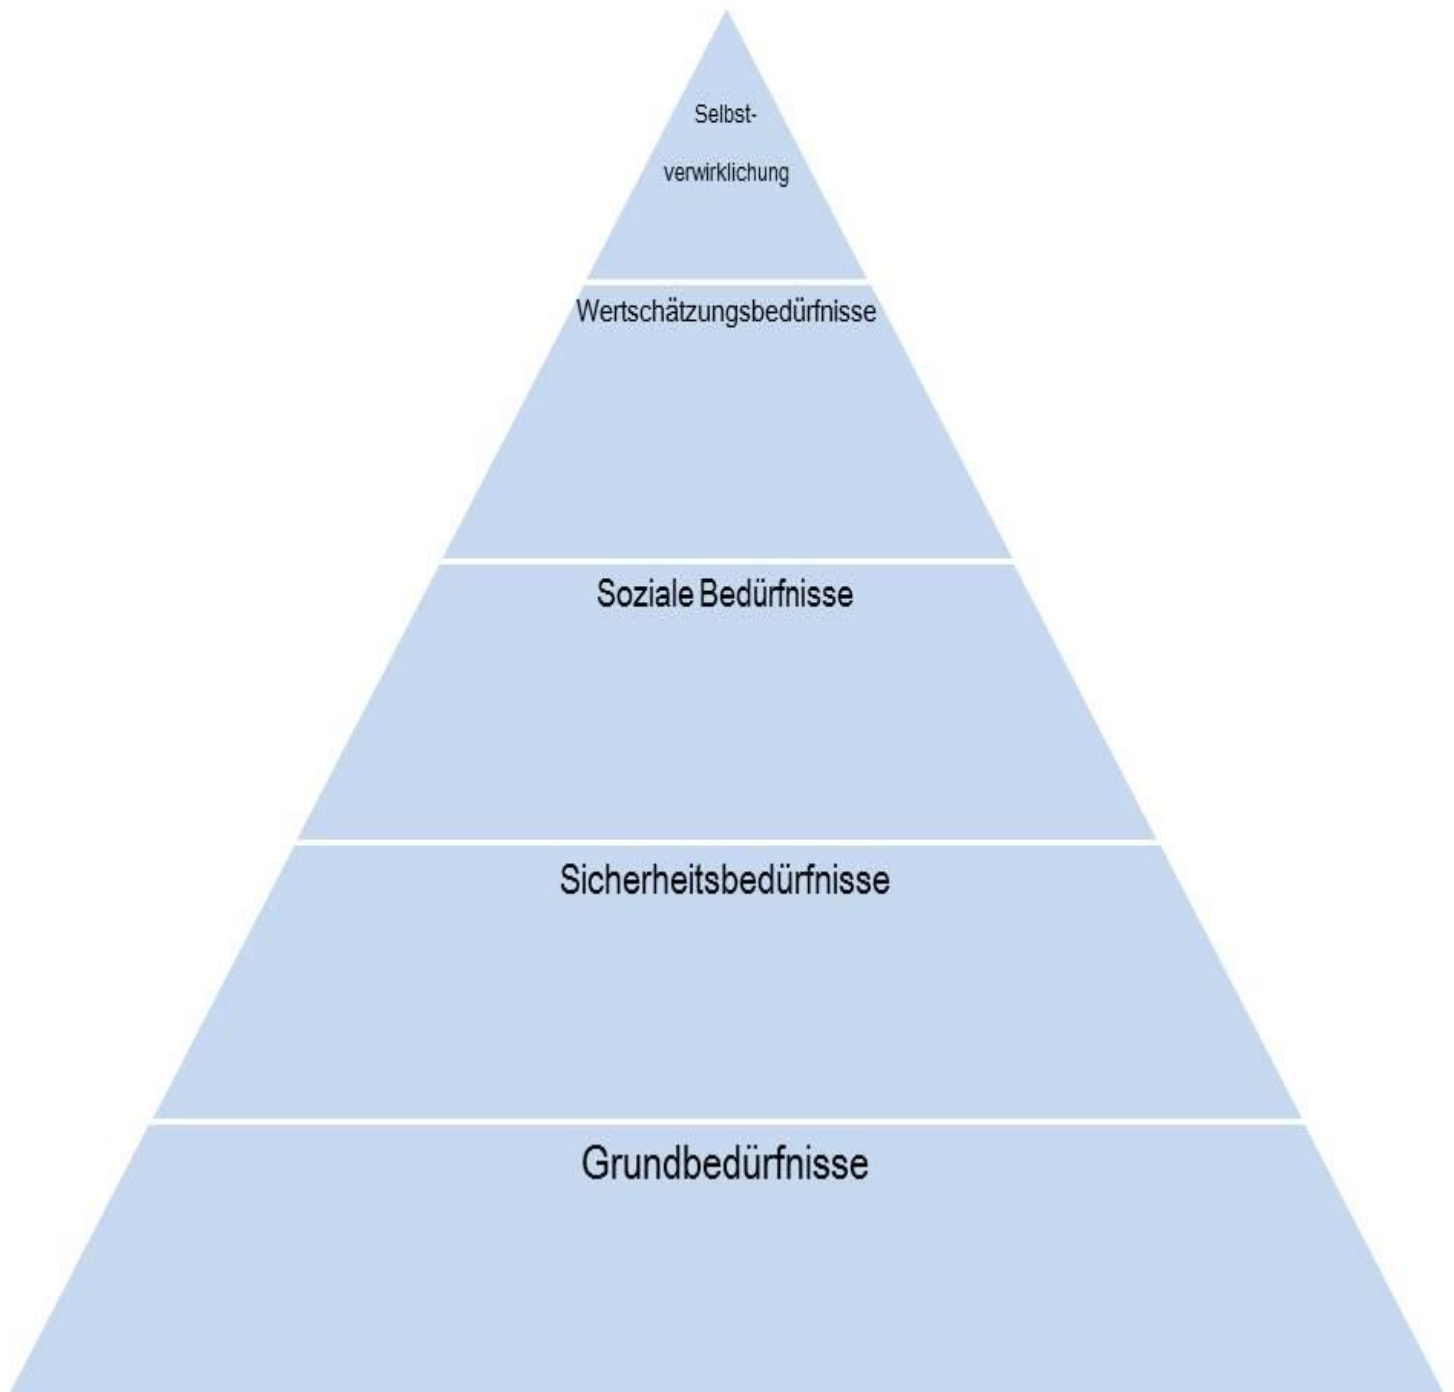 Selbst-
verwirklichung
Wertschätzungsbedürfnisse
Soziale Bedürfnisse
Sicherheitsbedürfnisse
Grundbedürfnisse